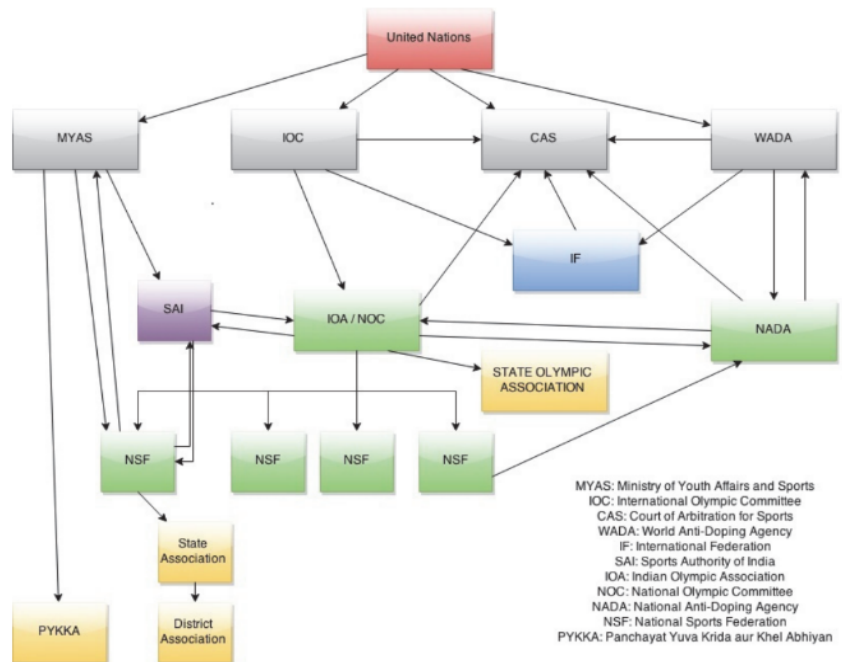 United Nations
MYAS
IOC
CAS
WADA
IF
SAI
IOA / NOC
NADA
STATE OLYMPIC
ASSOCIATION
NSF
NSF
NSF
NSF
State
Association
PYKKA
District
Association
MYAS: Ministry of Youth Affairs and Sports
IOC: International Olympic Committee
CAS: Court of Arbitration for Sports
WADA: World Anti-Doping Agency
IF: International Federation
SAI: Sports Authority of India
IOA: Indian Olympic Association
NOC: National Olympic Committee
NADA: National Anti-Doping Agency
NSF: National Sports Federation
PYKKA: Panchayat Yuva Krida aur Khel Abhiyan